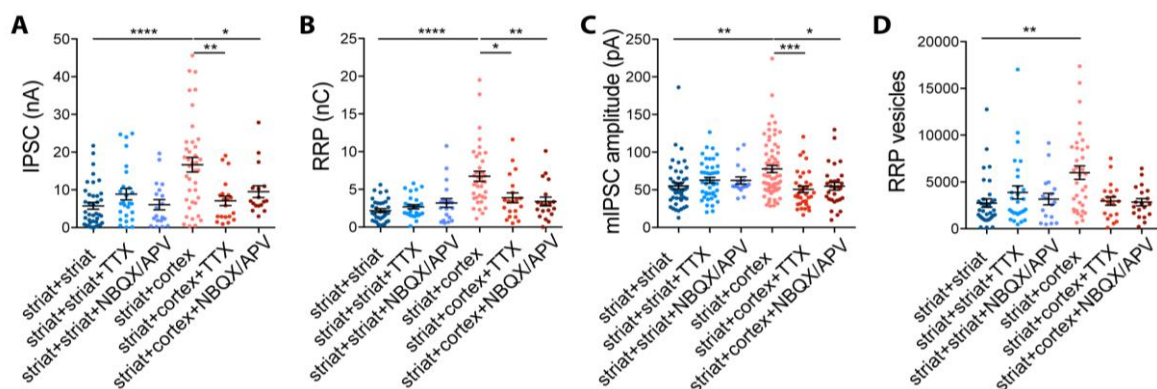 A
IPSC (nA)
50
40
30
20
10
0
****
*
**
striat+striat
striat+striat+TTX
striat+striat+NBQX/APV
striat+cortex
striat+cortex+TTX
striat+cortex+NBQX/APV
B
RRP (nC)
25
20
15
10
5
0
****
**
*
striat+striat
striat+striat+TTX
striat+striat+NBQX/APV
striat+cortex
striat+cortex+TTX
striat+cortex+NBQX/APV
C
mIPSC amplitude (pA)
250
200
150
100
50
0
**
*
***
striat+striat
striat+striat+TTX
striat+striat+NBQX/APV
striat+cortex
striat+cortex+TTX
striat+cortex+NBQX/APV
D
RRP vesicles
20000
15000
10000
5000
0
**
striat+striat
striat+striat+TTX
striat+striat+NBQX/APV
striat+cortex
striat+cortex+TTX
striat+cortex+NBQX/APV